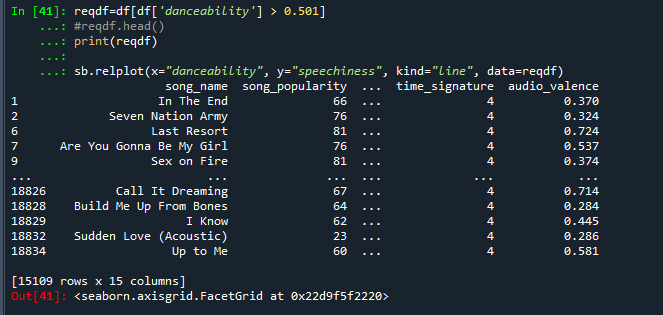 In [41]: reqdf=df[df['danceability'] > 0.501]
...: #reqdf.head()
...: print(reqdf)
...:
...: sb.relplot(x="danceability", y="speechiness", kind="line", data=reqdf)
song_name song_popularity ... time_signature audio_valence
1 In The End 66 ... 4 0.370
2 Seven Nation Army 76 ... 4 0.324
6 Last Resort 81 ... 4 0.724
7 Are You Gonna Be My Girl 76 ... 4 0.537
9 Sex on Fire 81 ... 4 0.374
... ... ... ... ... ...
18826 Call It Dreaming 67 ... 4 0.714
18828 Build Me Up From Bones 64 ... 4 0.284
18829 I Know 62 ... 4 0.445
18832 Sudden Love (Acoustic) 23 ... 4 0.286
18834 Up to Me 60 ... 4 0.581
[15109 rows x 15 columns]
Out[41]: <seaborn.axisgrid.FacetGrid at 0x22d9f5f2220>